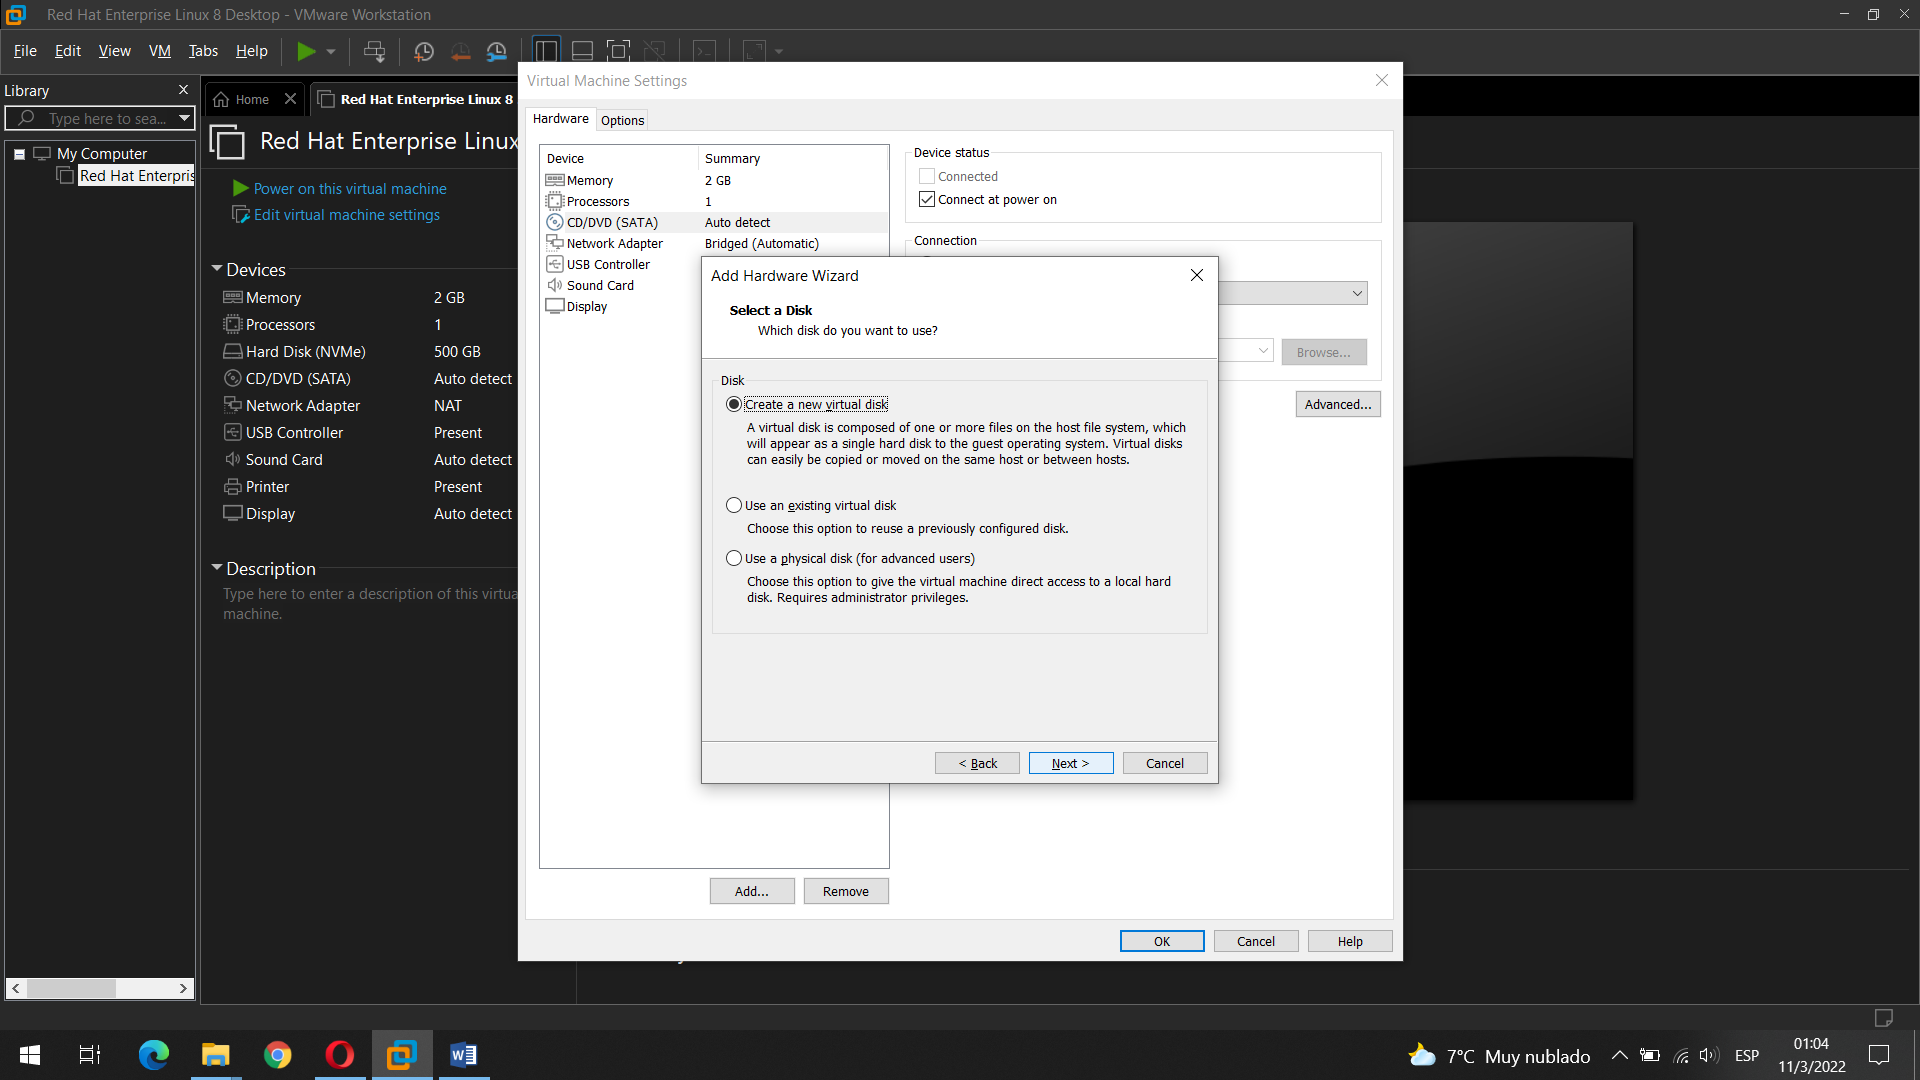 Red Hat Enterprise Linux 8 Desktop - VMware Workstation
File Edit View VM Tabs Help
Library
Type here to sea...
My Computer
Red Hat Enterpris
Home
Red Hat Enterprise Linux 8
Red Hat Enterprise Linux
Power on this virtual machine
Edit virtual machine settings
Devices
Memory 2 GB
Processors 1
Hard Disk (NVMe) 500 GB
CD/DVD (SATA) Auto detect
Network Adapter NAT
USB Controller Present
Sound Card Auto detect
Printer Present
Display Auto detect
Description
Type here to enter a description of this virtua
machine.
Virtual Machine Settings
Hardware Options
Device Summary
Memory 2 GB
Processors 1
CD/DVD (SATA) Auto detect
Network Adapter Bridged (Automatic)
USB Controller
Sound Card
Display
Add... Remove
Device status
Connected
Connect at power on
Connection
Browse...
Advanced...
OK Cancel Help
Add Hardware Wizard
Select a Disk
Which disk do you want to use?
Disk
Create a new virtual disk
A virtual disk is composed of one or more files on the host file system, which
will appear as a single hard disk to the guest operating system. Virtual disks
can easily be copied or moved on the same host or between hosts.
Use an existing virtual disk
Choose this option to reuse a previously configured disk.
Use a physical disk (for advanced users)
Choose this option to give the virtual machine direct access to a local hard
disk. Requires administrator privileges.
< Back Next > Cancel
7°C Muy nublado
ESP
01:04
11/3/2022